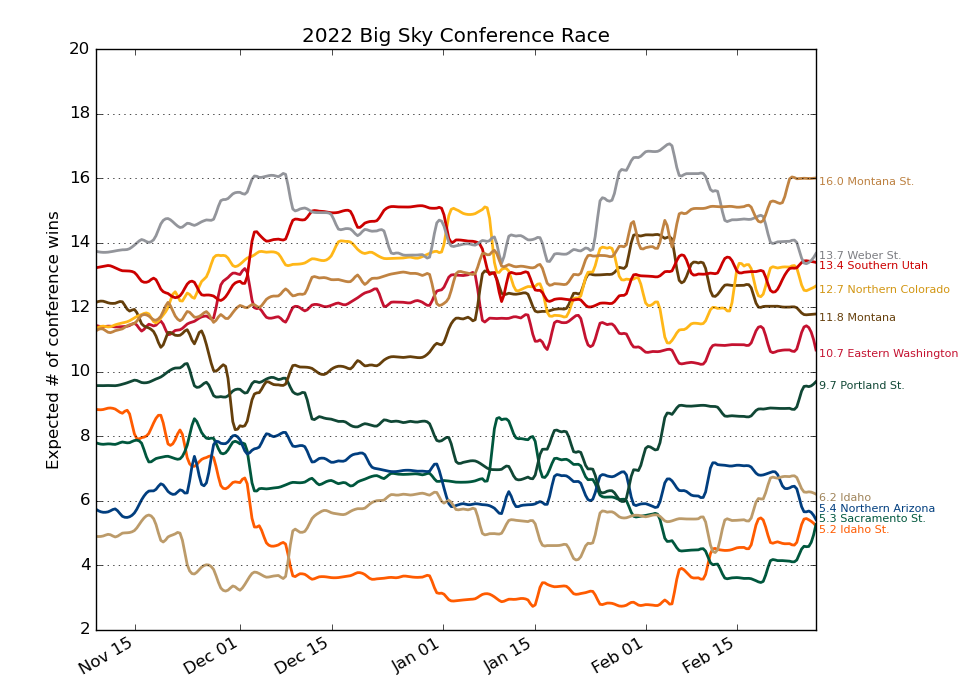 2022 Big Sky Conference Race
Expected # of conference wins
20
18
16
14
12
10
8
6
4
2
Nov 15
Dec 01
Dec 15
Jan 01
Jan 15
Feb 01
Feb 15
16.0 Montana St.
13.7 Weber St.
13.4 Southern Utah
12.7 Northern Colorado
11.8 Montana
10.7 Eastern Washington
9.7 Portland St.
6.2 Idaho
5.4 Northern Arizona
5.3 Sacramento St.
5.2 Idaho St.